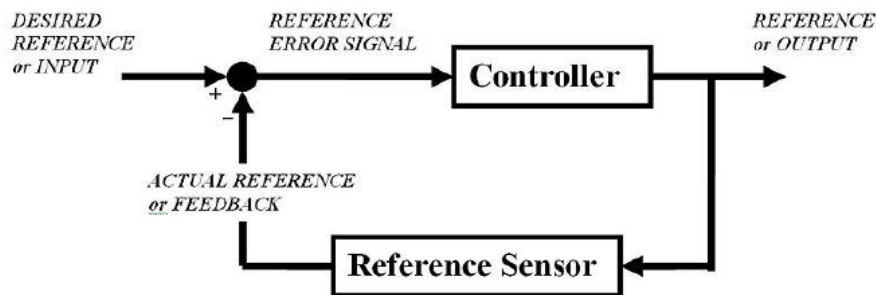 DESIRED
REFERENCE
or INPUT
REFERENCE
ERROR SIGNAL
Controller
REFERENCE
or OUTPUT
+
−
ACTUAL REFERENCE
or FEEDBACK
Reference Sensor